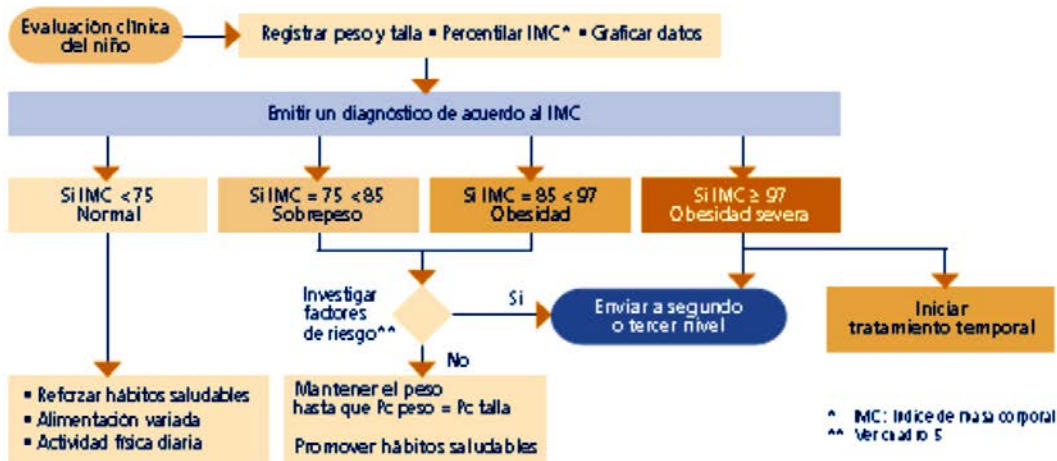 Evaluación clínica
del niño
Registrar peso y talla ▪ Percentilar IMC* ▪ Graficar datos
Emitir un diagnóstico de acuerdo al IMC
Si IMC < 75
Normal
Si IMC = 75 < 85
Sobrepeso
Si IMC = 85 < 97
Obesidad
Si IMC ≥ 97
Obesidad severa
Investigar
factores
de riesgo**
Si
Enviar a segundo
o tercer nivel
Iniciar
tratamiento temporal
No
▪ Reforzar hábitos saludables
▪ Alimentación variada
▪ Actividad física diaria
Mantener el peso
hasta que Pc peso = Pc talla
Promover hábitos saludables
* IMC: Indice de masa corporal
** Ver cuadro 5